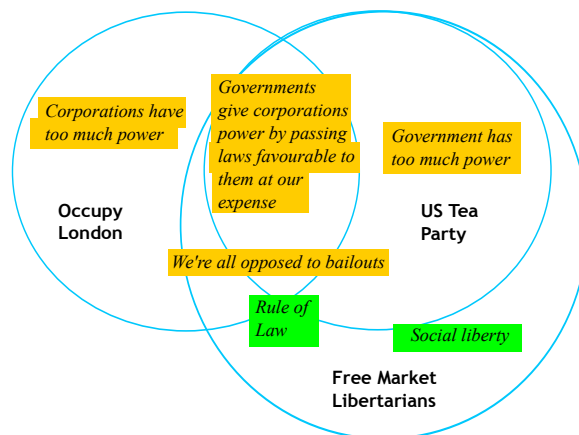 Corporations have
too much power
Governments
give corporations
power by passing
laws favourable to
them at our
expense
Government has
too much power
Occupy
London
US Tea
Party
We're all opposed to bailouts
Rule of
Law
Social liberty
Free Market
Libertarians